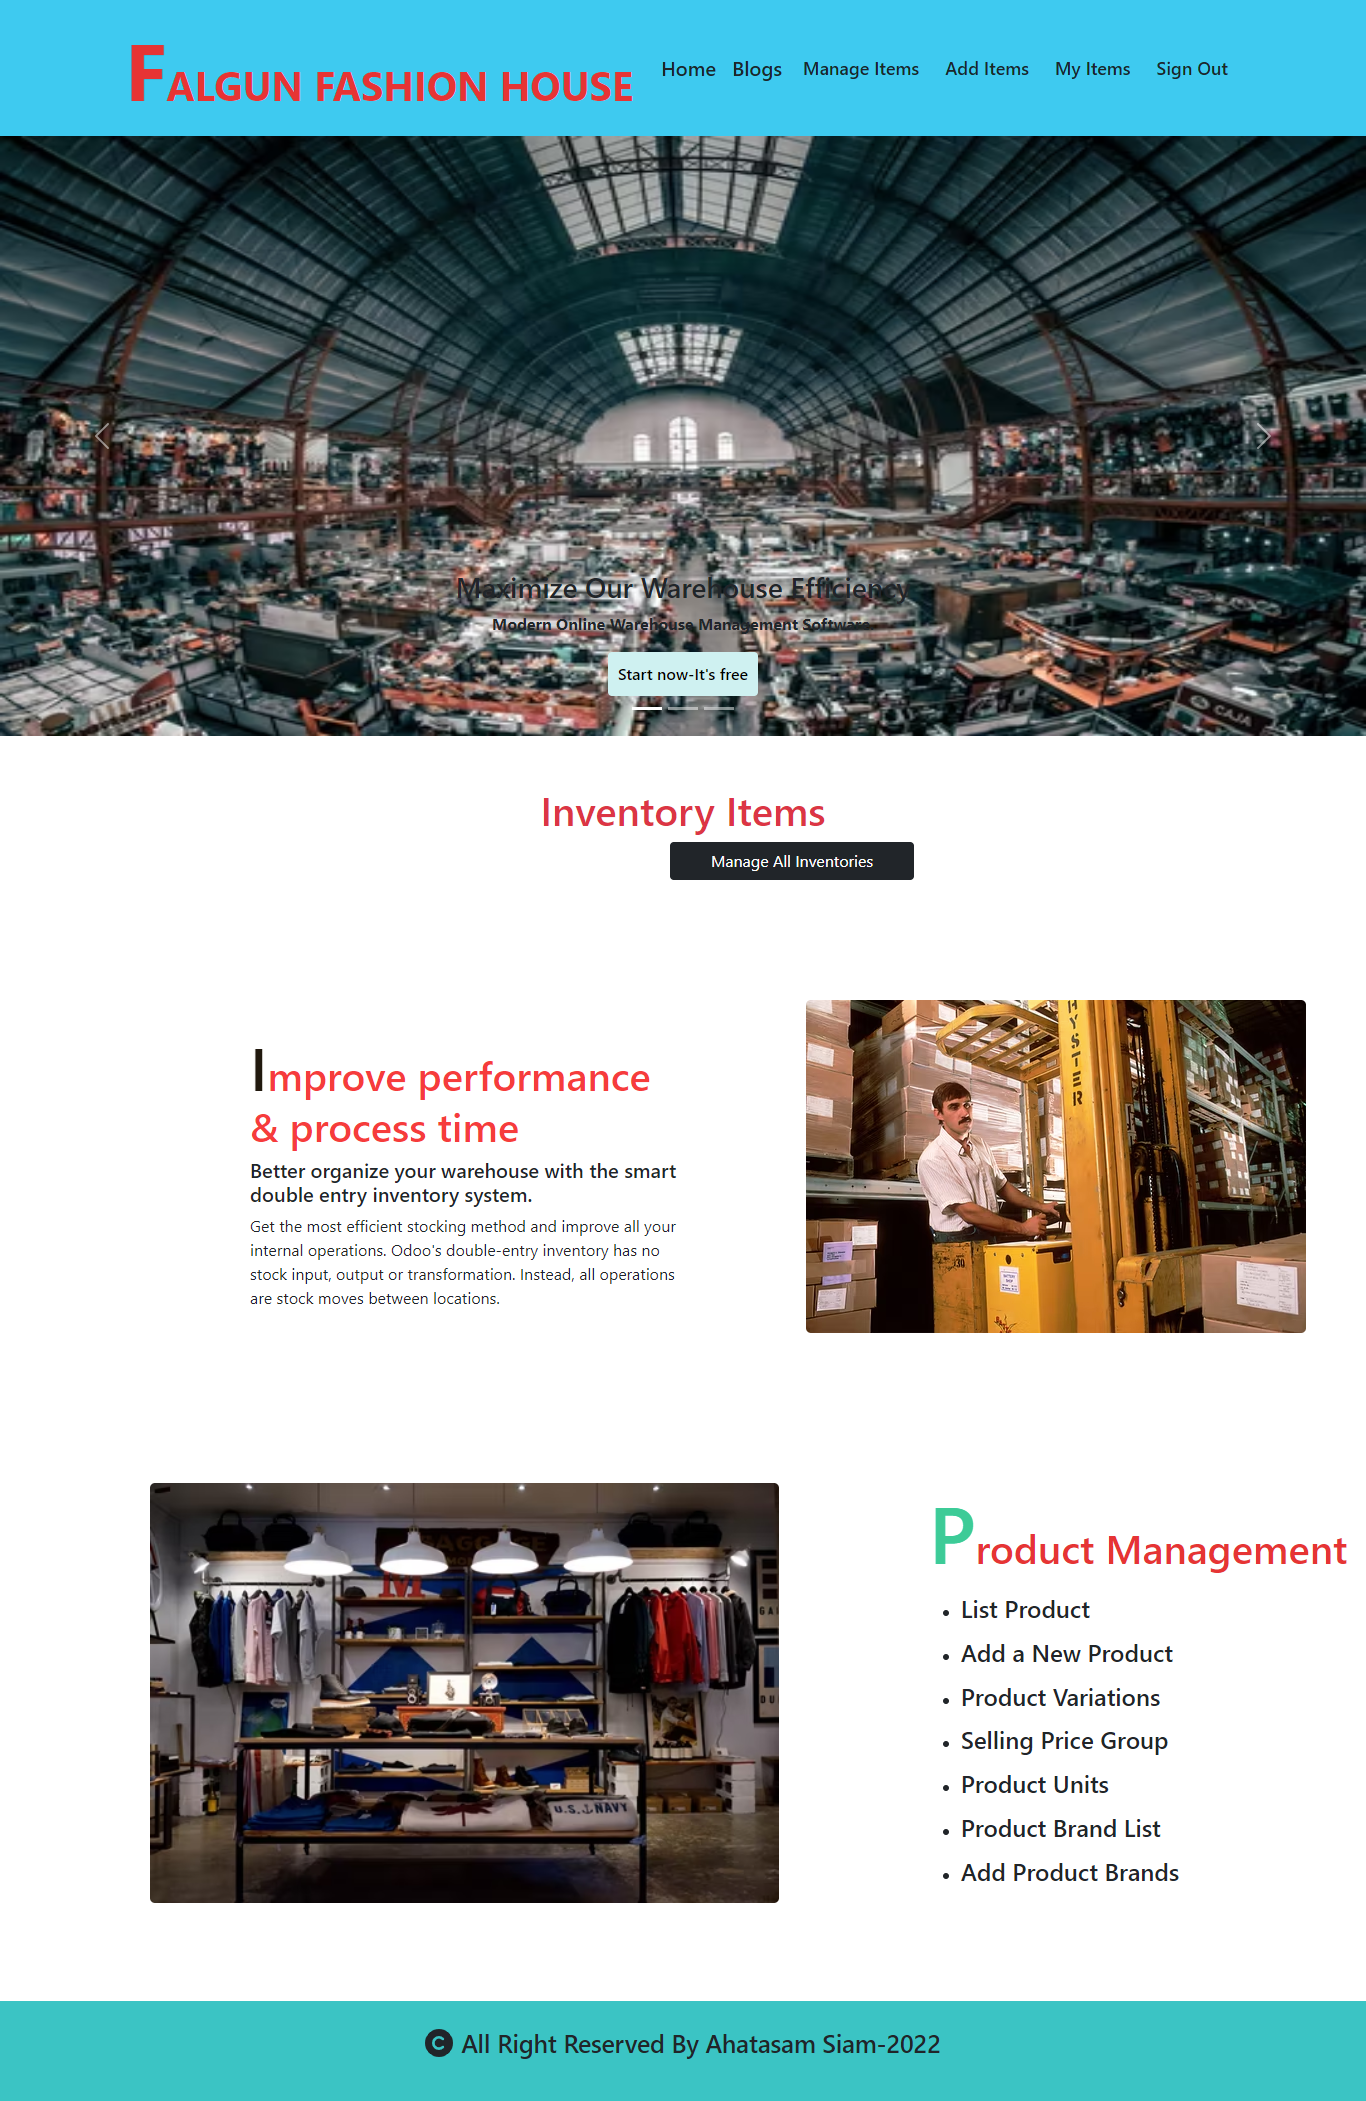 FALGUN FASHION HOUSE
Home Blogs Manage Items Add Items My Items Sign Out
CAJA
Maximize Our Warehouse Efficiency
Modern Online Warehouse Management Software
Start now-It's free
Inventory Items
Manage All Inventories
HYSTER
Improve performance
& process time
Better organize your warehouse with the smart
double entry inventory system.
Get the most efficient stocking method and improve all your
internal operations. Odoo's double-entry inventory has no
stock input, output or transformation. Instead, all operations
are stock moves between locations.
30
U.S. NAVY
Product Management
• List Product
• Add a New Product
• Product Variations
• Selling Price Group
• Product Units
• Product Brand List
• Add Product Brands
© All Right Reserved By Ahatasam Siam-2022